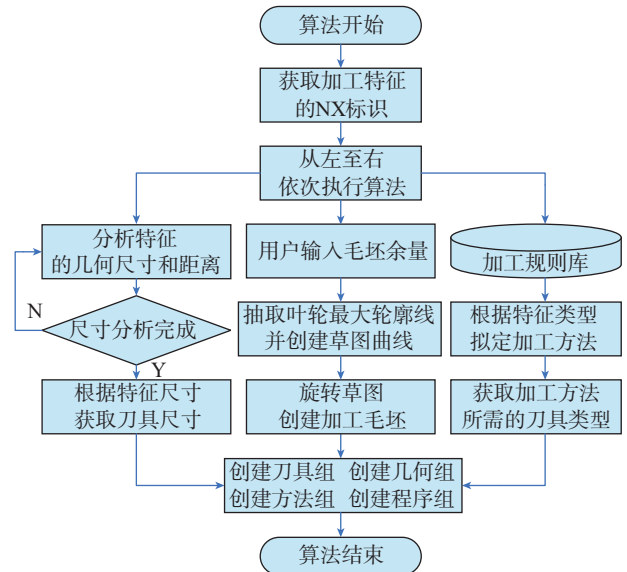 算法开始
获取加工特征
的NX标识
从左至右
依次执行算法
分析特征
的几何尺寸和距离
N
尺寸分析完成
Y
根据特征尺寸
获取刀具尺寸
用户输入毛坯余量
抽取叶轮最大轮廓线
并创建草图曲线
旋转草图
创建加工毛坯
加工规则库
根据特征类型
拟定加工方法
获取加工方法
所需的刀具类型
创建刀具组 创建几何组
创建方法组 创建程序组
算法结束